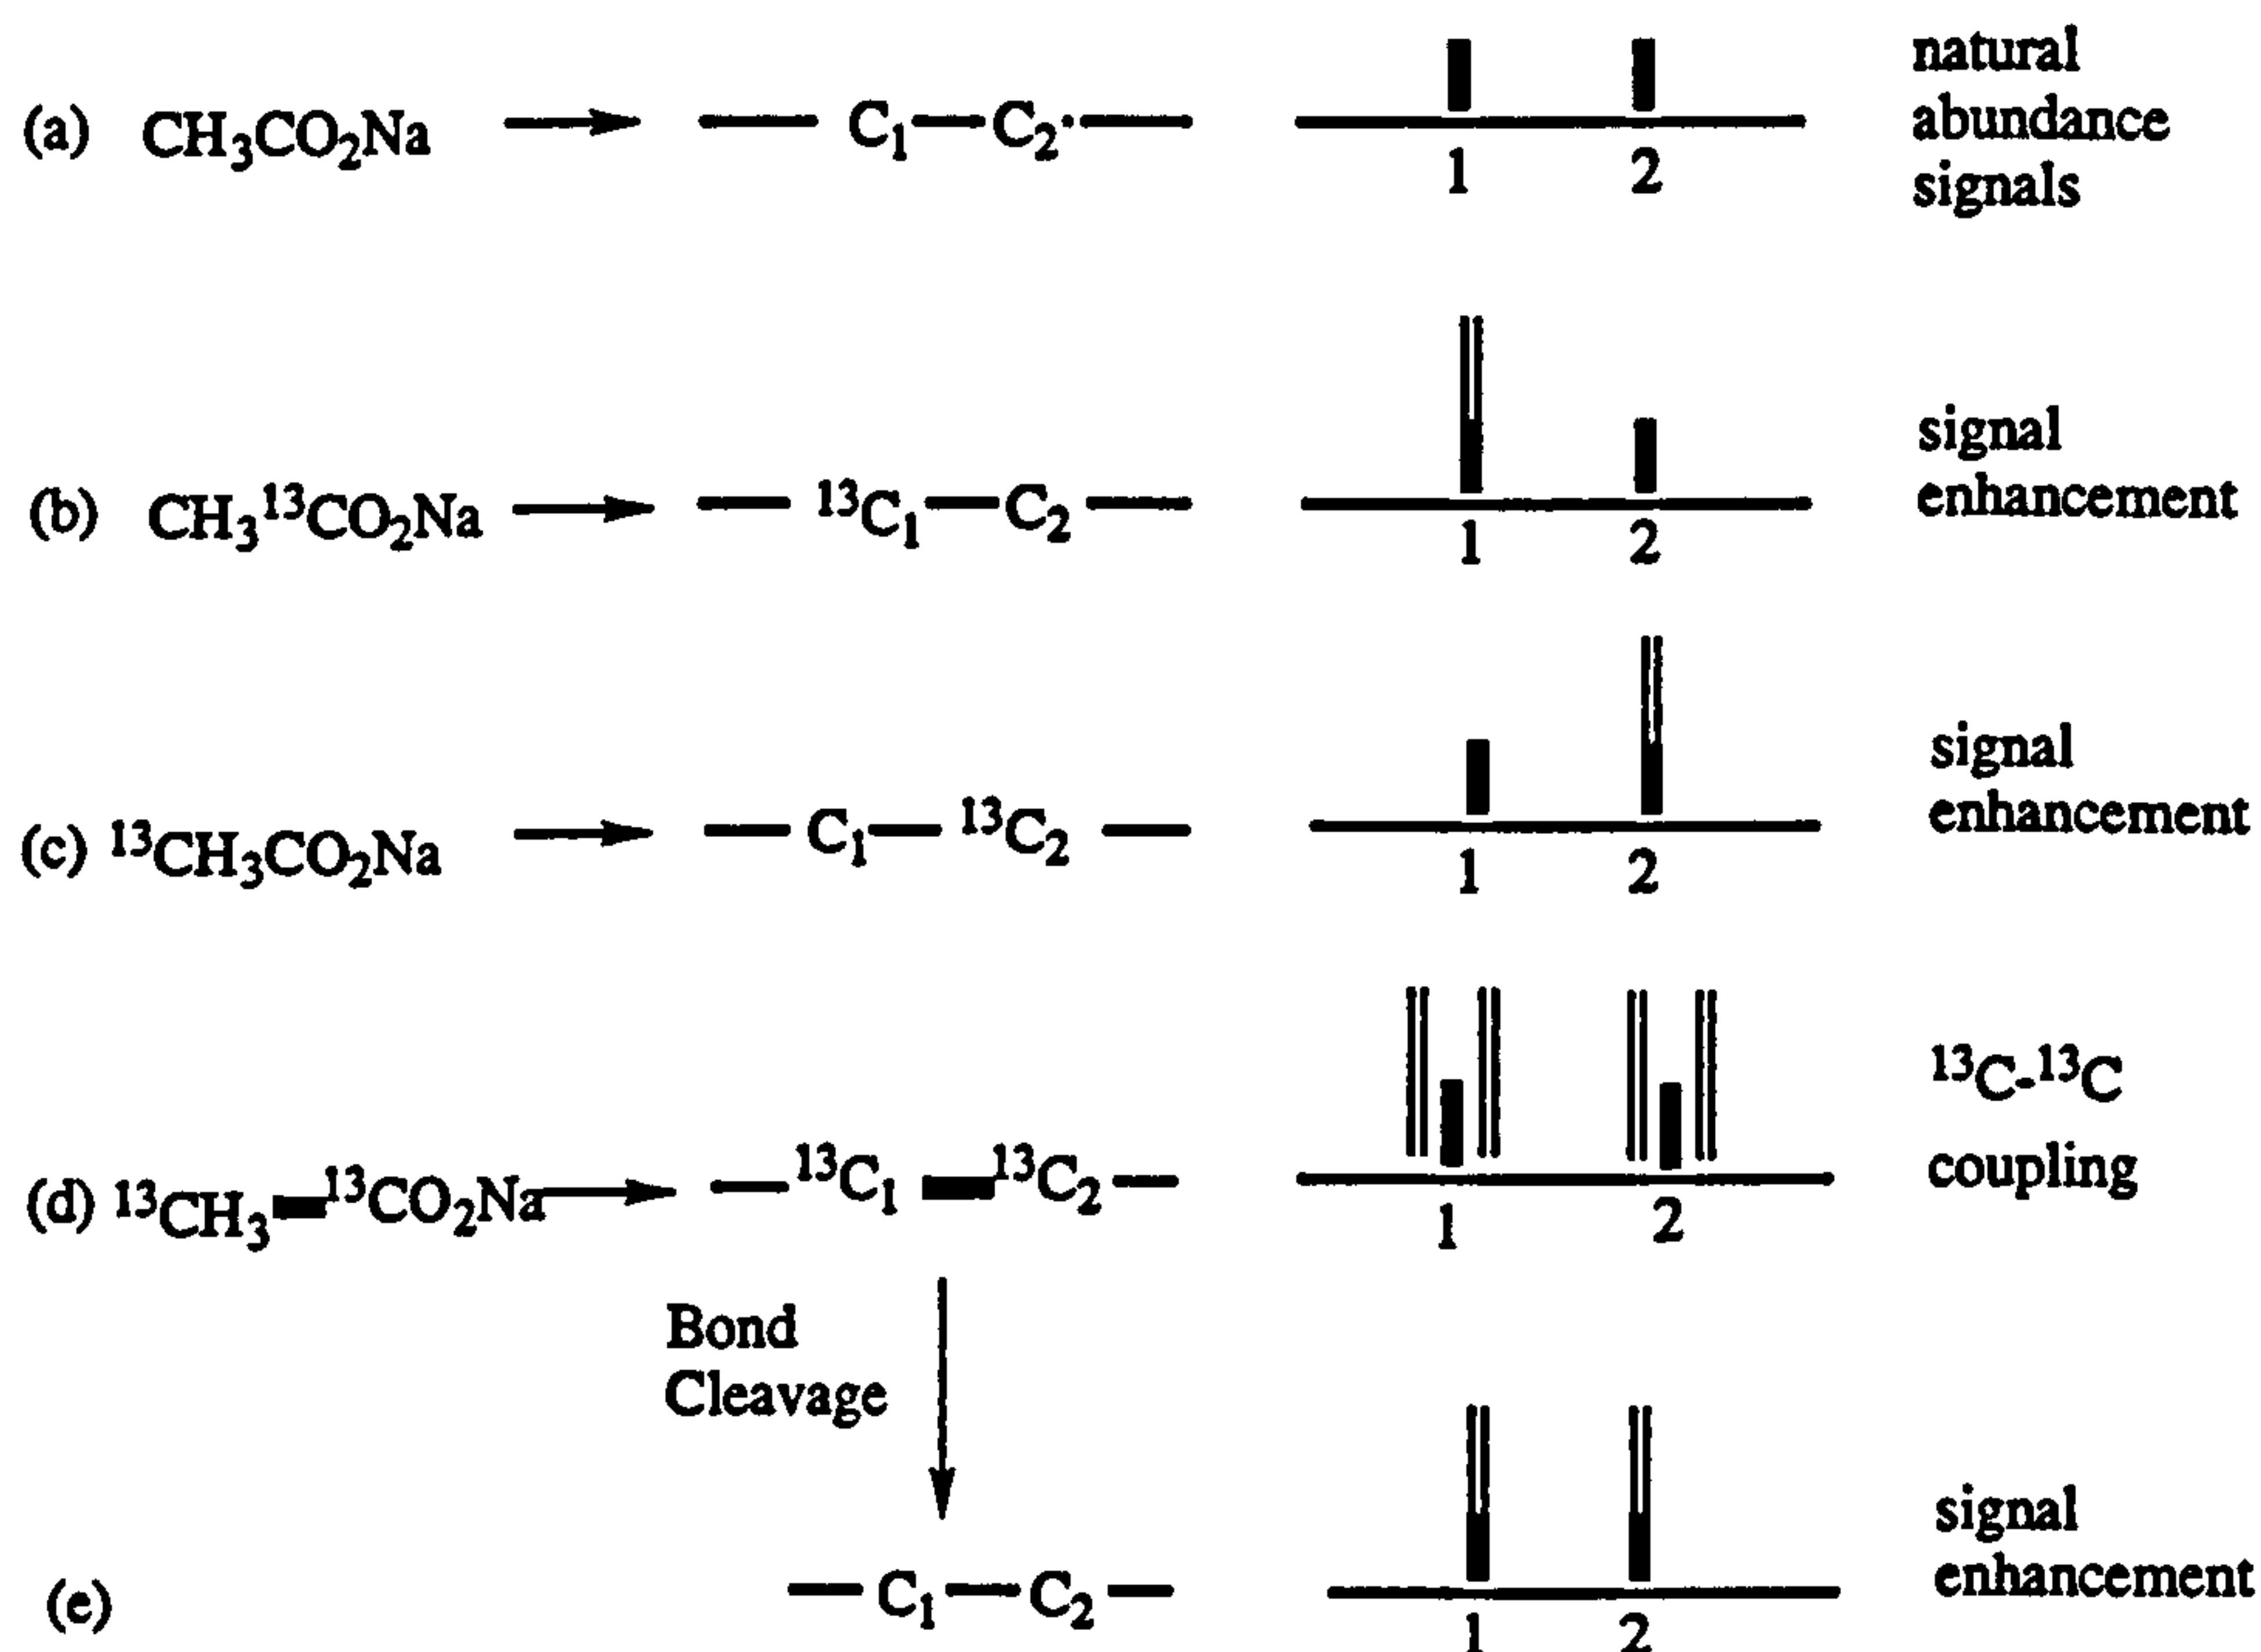 (a) CH₃CO₂Na C₁ C₂ natural
abundance
1 2 signals
(b) CH₃¹³CO₂Na ¹³C₁ C₂ signal
enhancement
1 2
(c) ¹³CH₃CO₂Na C₁ ¹³C₂ signal
enhancement
1 2
(d) ¹³CH₃ ¹³CO₂Na ¹³C₁ ¹³C₂ ¹³C-¹³C
coupling
1 2
Bond
Cleavage
(e) C₁ C₂ signal
enhancement
1 2